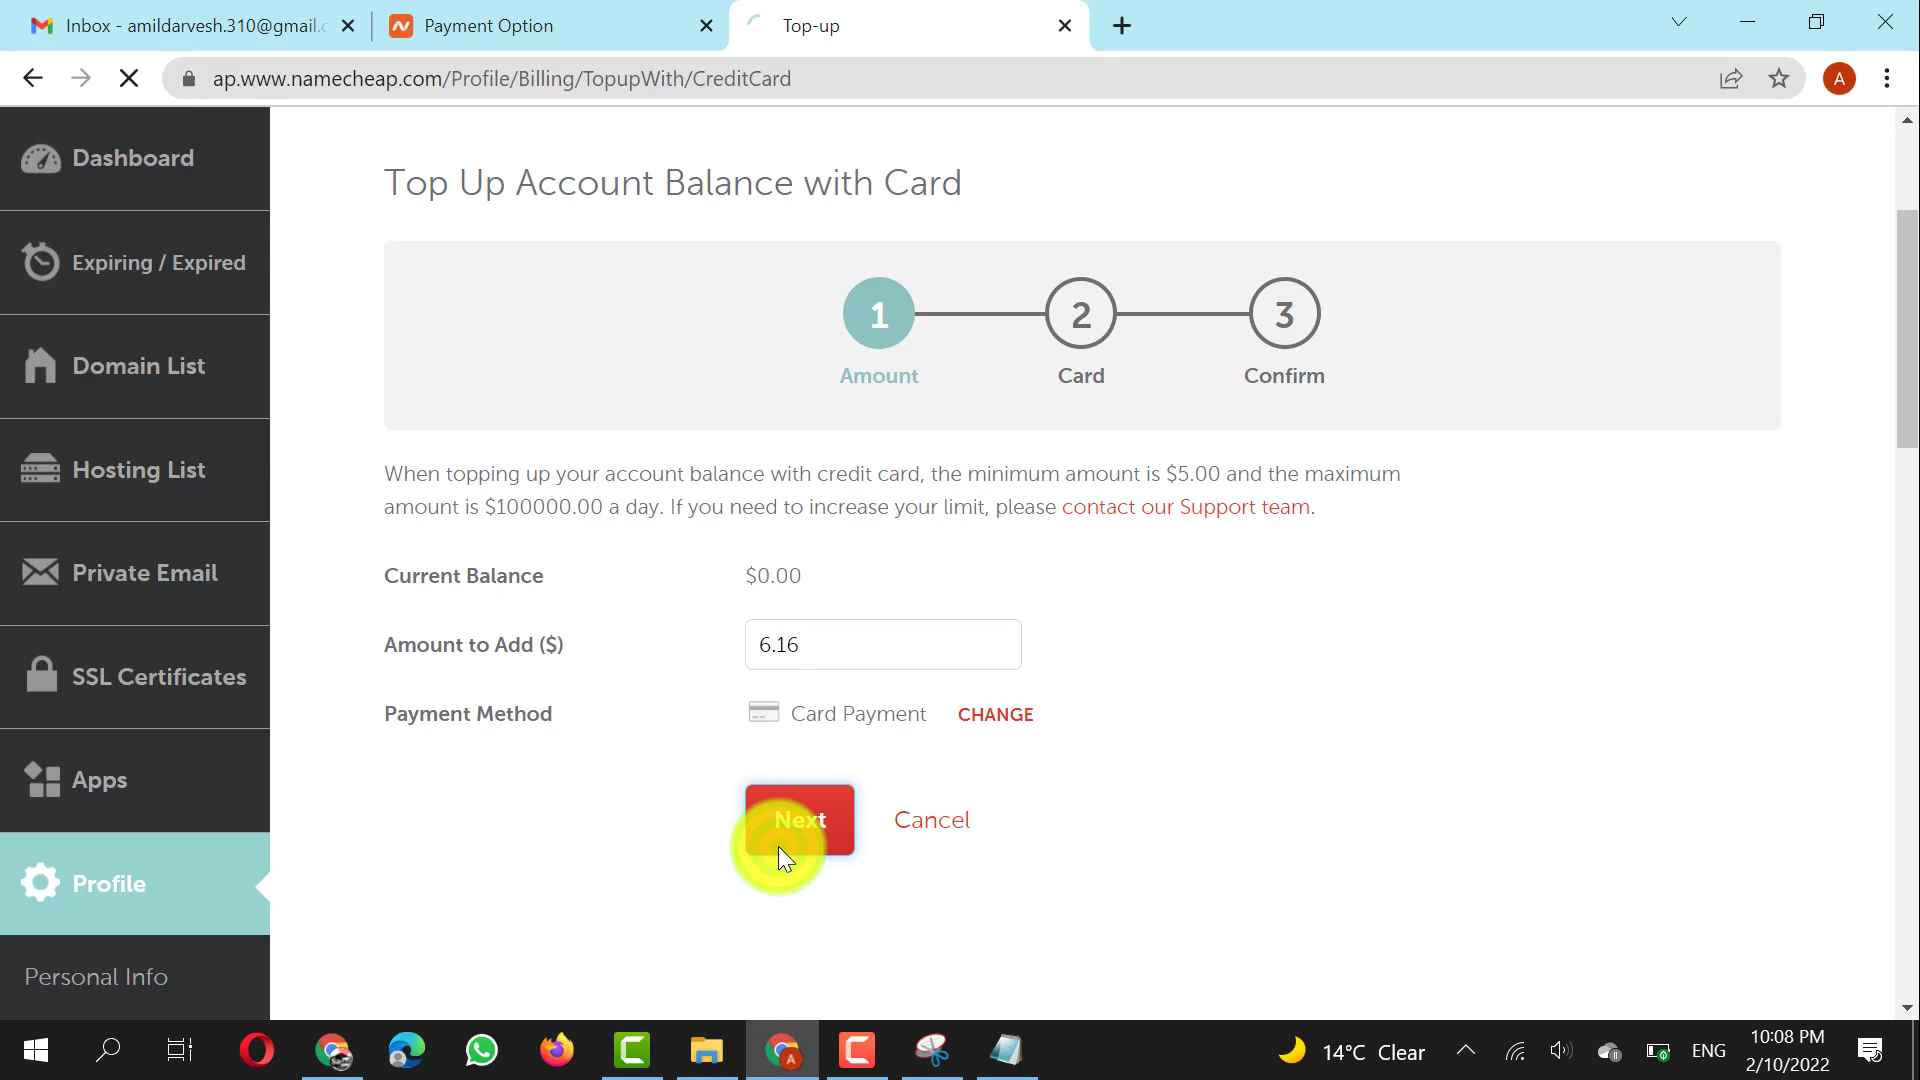 Inbox - amildarvesh.310@gmail.c
Payment Option
Top-up
ap.www.namecheap.com/Profile/Billing/TopupWith/CreditCard
A
Dashboard
Expiring / Expired
Domain List
Hosting List
Private Email
SSL Certificates
Apps
Profile
Personal Info
Top Up Account Balance with Card
1
2
3
Amount
Card
Confirm
When topping up your account balance with credit card, the minimum amount is $5.00 and the maximum
amount is $100000.00 a day. If you need to increase your limit, please contact our Support team.
Current Balance
$0.00
Amount to Add ($)
6.16
Payment Method
Card Payment
CHANGE
Next
Cancel
14°C Clear
ENG
10:08 PM
2/10/2022